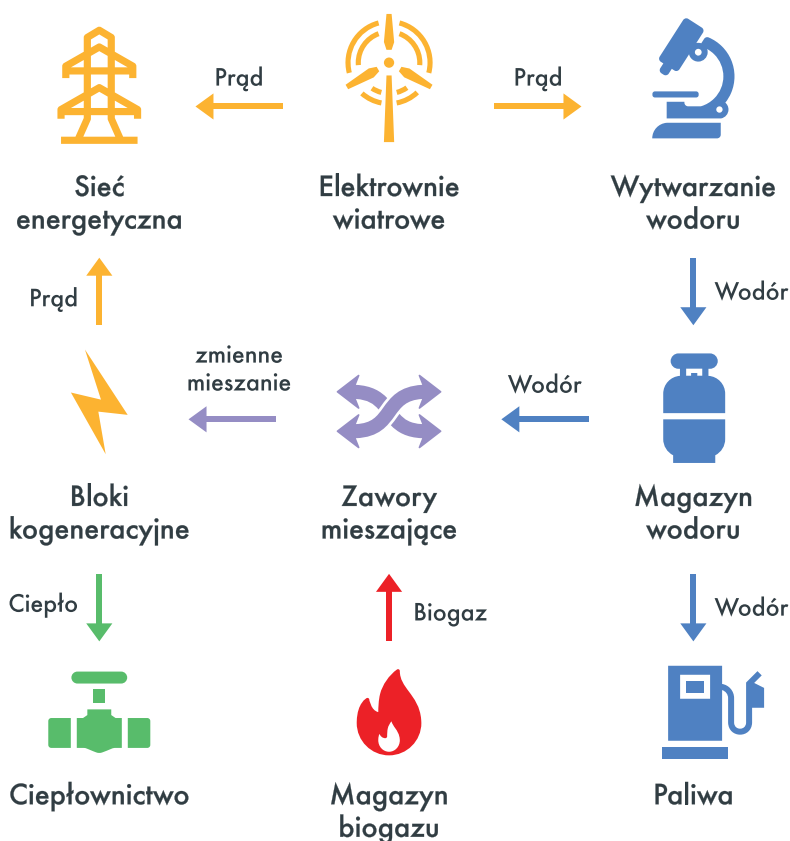 Prąd
Prąd
Sieć
energetyczna
Elektrownie
wiatrowe
Wytwarzanie
wodoru
Prąd
Wodór
zmienne
mieszanie
Wodór
Bloki
kogeneracyjne
Zawory
mieszające
Magazyn
wodoru
Ciepło
Biogaz
Wodór
Ciepłownictwo
Magazyn
biogazu
Paliwa